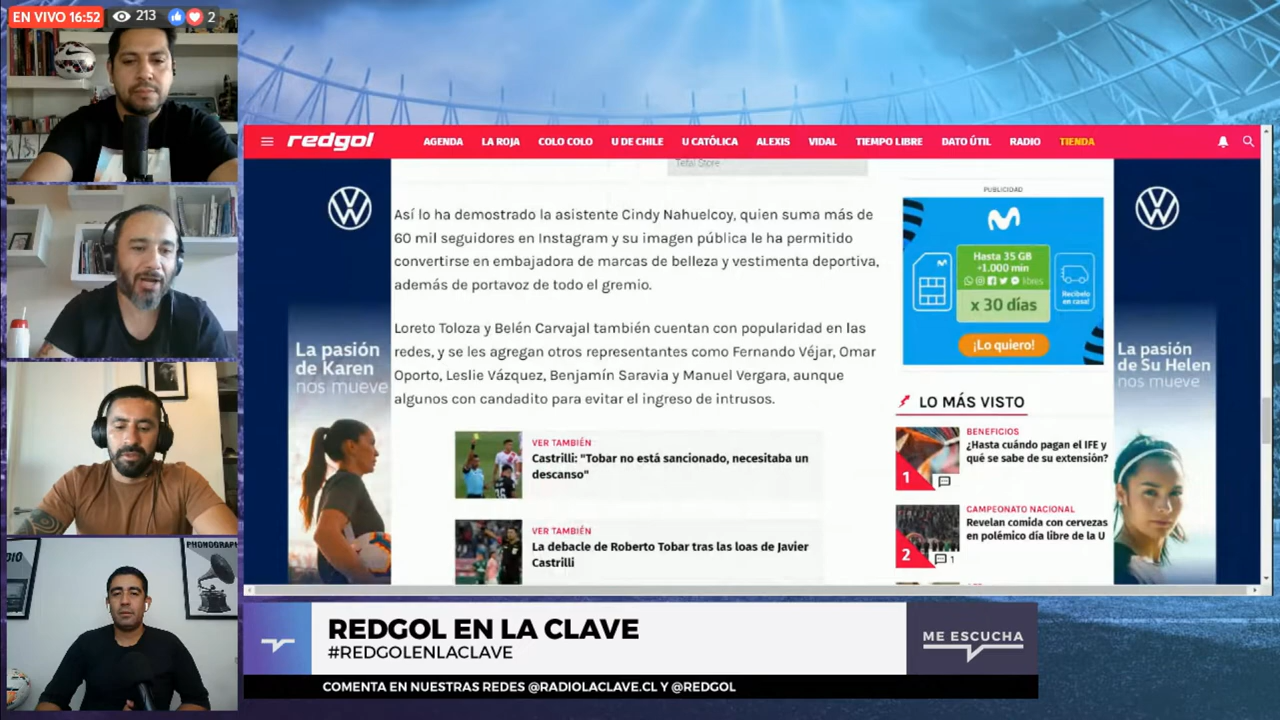 EN VIVO 16:52
213
2
PHONOGRAPH
redgol
AGENDA LA ROJA COLO COLO U DE CHILE U CATÓLICA ALEXIS VIDAL TIEMPO LIBRE DATO ÚTIL RADIO TIENDA
Tefal Store
Así lo ha demostrado la asistente Cindy Nahuelcoy, quien suma más de
60 mil seguidores en Instagram y su imagen pública le ha permitido
convertirse en embajadora de marcas de belleza y vestimenta deportiva,
además de portavoz de todo el gremio.
Loreto Toloza y Belén Carvajal también cuentan con popularidad en las
redes, y se les agregan otros representantes como Fernando Véjar, Omar
Oporto, Leslie Vázquez, Benjamín Saravia y Manuel Vergara, aunque
algunos con candadito para evitar el ingreso de intrusos.
VER TAMBIÉN
Castrilli: "Tobar no está sancionado, necesitaba un
descanso"
VER TAMBIÉN
La debacle de Roberto Tobar tras las loas de Javier
Castrilli
La pasión
de Karen
nos mueve
PUBLICIDAD
Hasta 35 GB
+1.000 min
libres
x 30 días
Recíbelo
en casa!
¡Lo quiero!
LO MÁS VISTO
BENEFICIOS
¿Hasta cuándo pagan el IFE y
qué se sabe de su extensión?
1
CAMPEONATO NACIONAL
Revelan comida con cervezas
en polémico día libre de la U
2
1
La pasión
de Su Helen
nos mueve
REDGOL EN LA CLAVE
#REDGOLENLACLAVE
ME ESCUCHA
COMENTA EN NUESTRAS REDES @RADIOLACLAVE.CL Y @REDGOL